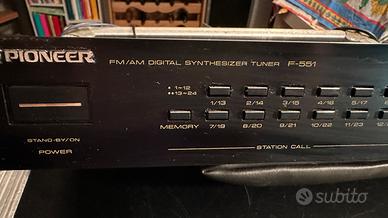 PIONEER
FM/AM DIGITAL SYNTHESIZER TUNER F-551
• 1~12
•• 13~24
1/13 2/14 3/15 4/16 5/17
MEMORY 7/19 8/20 9/21 10/22 11/23 12
STATION CALL
STAND-BY/ON
POWER
subito